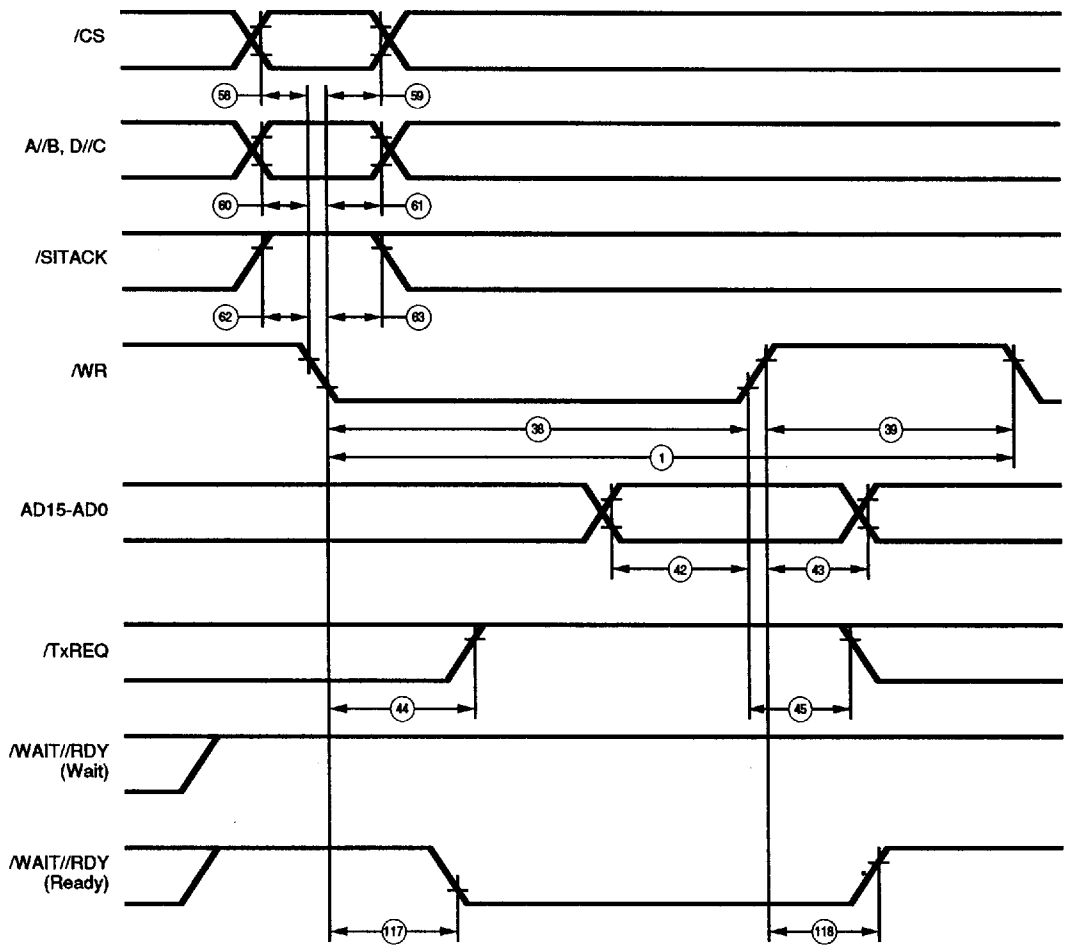 /CS
58
59
A//B, D//C
60
61
/SITACK
62
63
/WR
38
39
1
AD15-AD0
42
43
/TxREQ
44
45
/WAIT//RDY
(Wait)
/WAIT//RDY
(Ready)
117
118